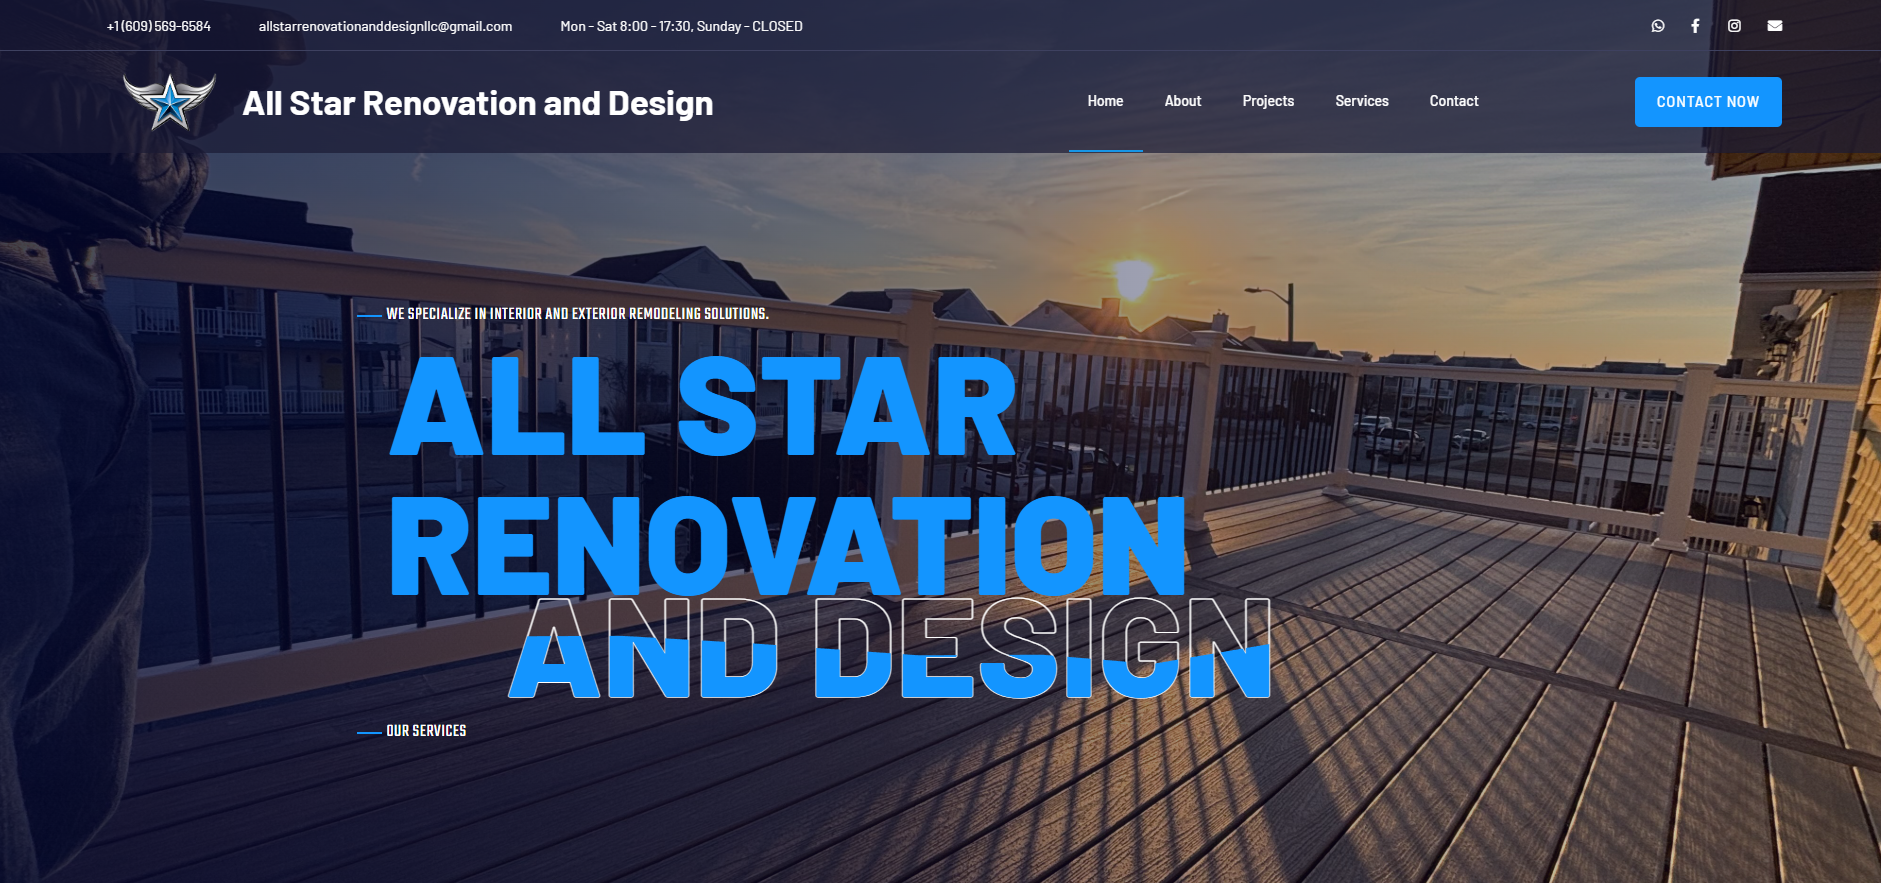 +1 (609) 569-6584
allstarrenovationanddesignllc@gmail.com
Mon - Sat 8:00 - 17:30, Sunday - CLOSED
All Star Renovation and Design
Home
About
Projects
Services
Contact
CONTACT NOW
WE SPECIALIZE IN INTERIOR AND EXTERIOR REMODELING SOLUTIONS.
ALL STAR
RENOVATION
AND DESIGN
OUR SERVICES